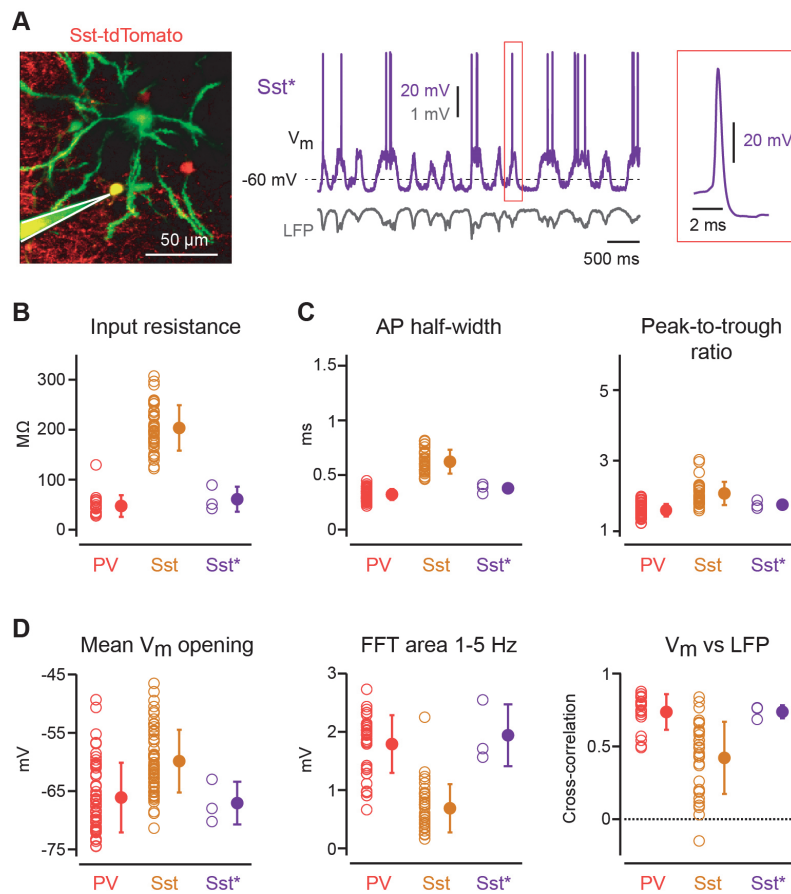 A
Sst-tdTomato
50 µm
Sst*
20 mV
1 mV
Vm
-60 mV
LFP
500 ms
20 mV
2 ms
B
Input resistance
MΩ
300
200
100
0
PV
Sst
Sst*
C
AP half-width
ms
1.5
1
0.5
0
PV
Sst
Sst*
Peak-to-trough
ratio
5
3
1
PV
Sst
Sst*
D
Mean Vm opening
mV
-45
-55
-65
-75
PV
Sst
Sst*
FFT area 1-5 Hz
mV
3
2
1
0
PV
Sst
Sst*
Vm vs LFP
Cross-correlation
1
0.5
0
PV
Sst
Sst*